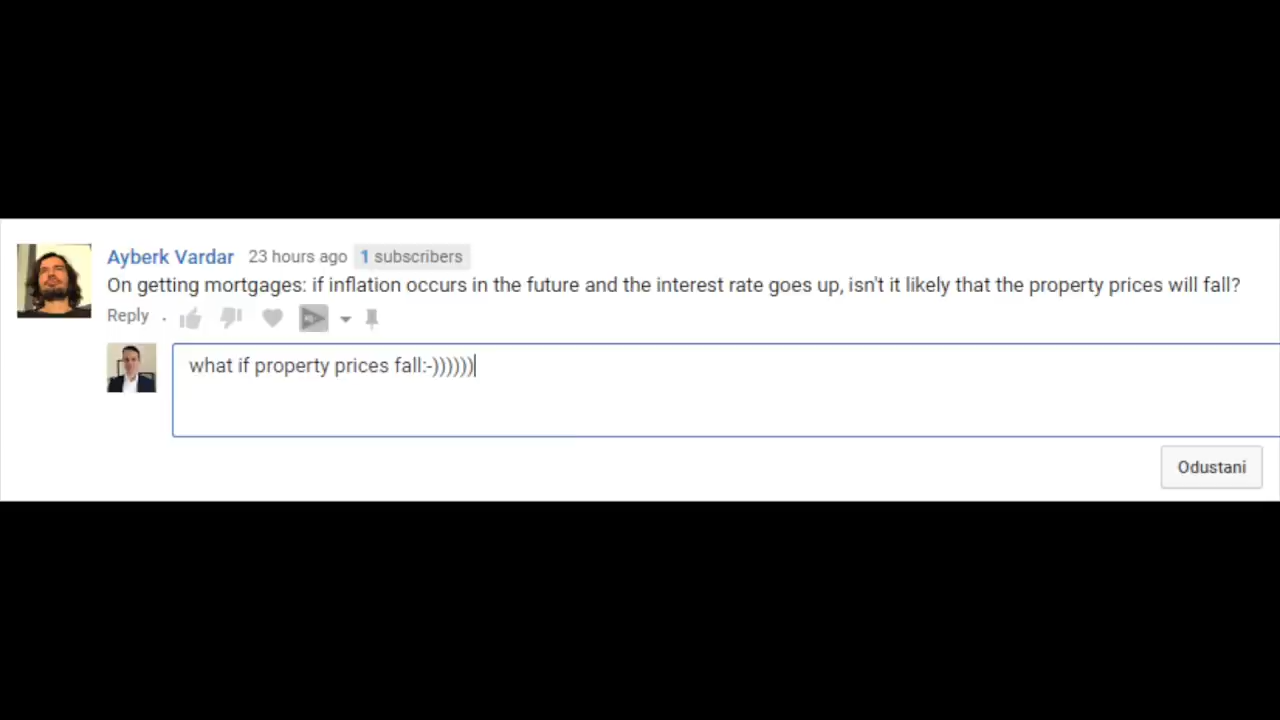 Ayberk Vardar 23 hours ago 1 subscribers
On getting mortgages: if inflation occurs in the future and the interest rate goes up, isn't it likely that the property prices will fall?
Reply .
what if property prices fall:-))))))
Odustani